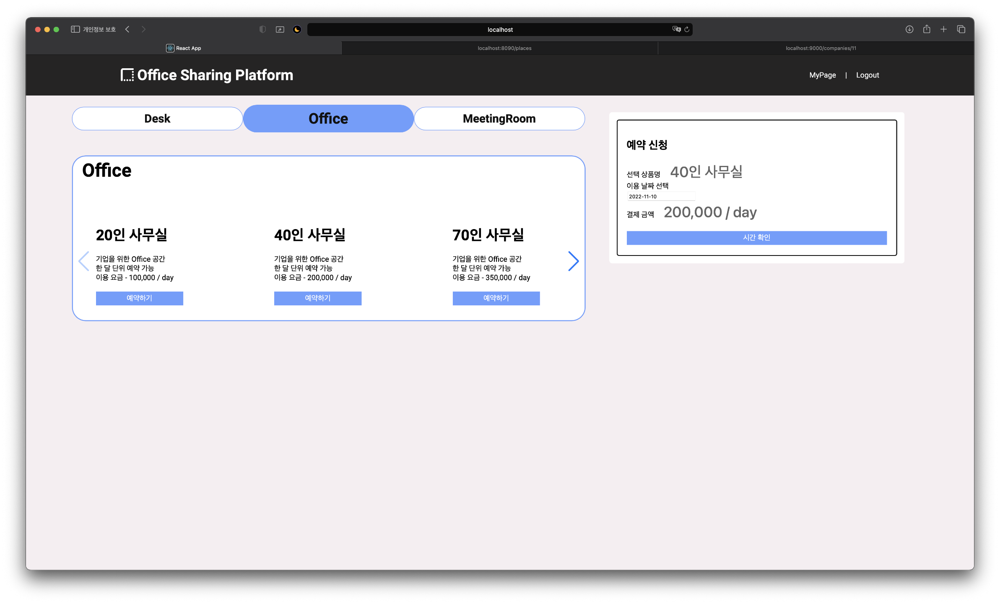 개인정보 보호
localhost
React App
localhost:8090/places
localhost:9000/companies/11
Office Sharing Platform
MyPage | Logout
Desk
Office
MeetingRoom
Office
20인 사무실
기업을 위한 Office 공간
한 달 단위 예약 가능
이용 요금 - 100,000 / day
예약하기
40인 사무실
기업을 위한 Office 공간
한 달 단위 예약 가능
이용 요금 - 200,000 / day
예약하기
70인 사무실
기업을 위한 Office 공간
한 달 단위 예약 가능
이용 요금 - 350,000 / day
예약하기
예약 신청
선택 상품명 40인 사무실
이용 날짜 선택
2022-11-10
결제 금액 200,000 / day
시간 확인